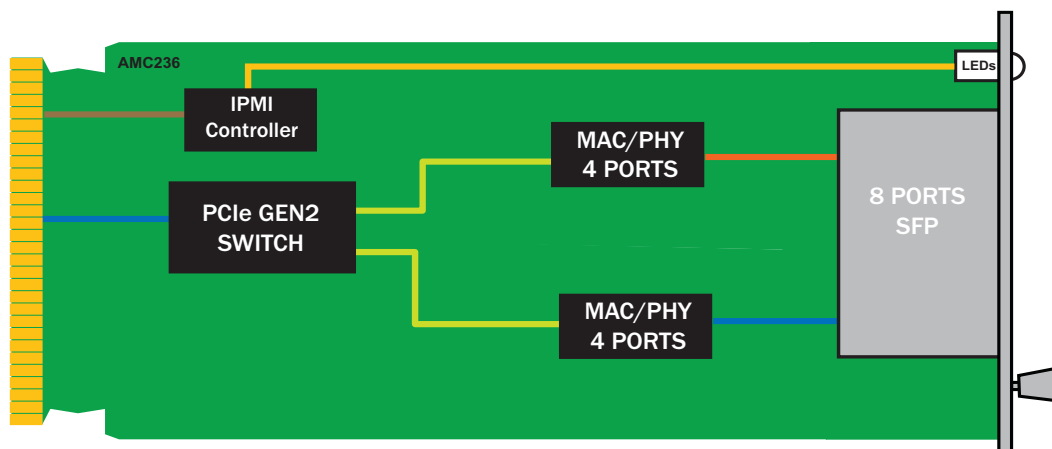 AMC236
LEDs
IPMI
Controller
MAC/PHY
4 PORTS
8 PORTS
SFP
PCIe GEN2
SWITCH
MAC/PHY
4 PORTS